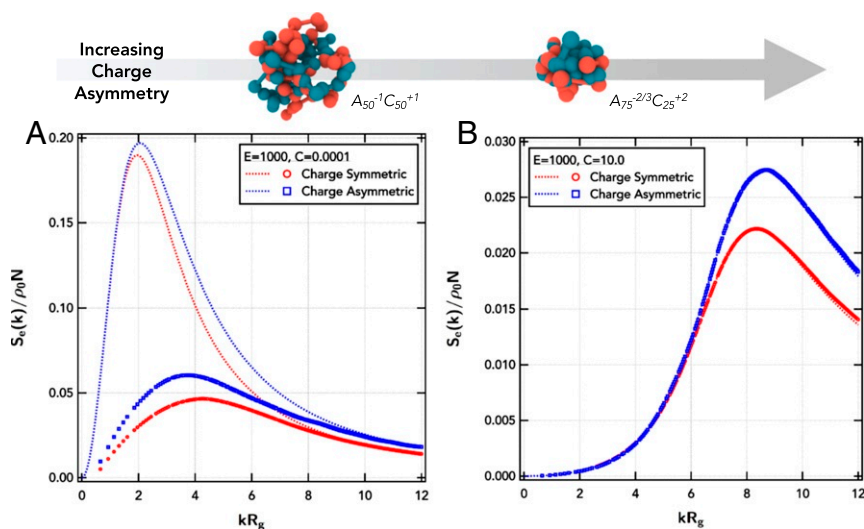 Increasing
Charge
Asymmetry
A₅₀⁻¹C₅₀⁺¹
A₇₅⁻²/³C₂₅⁺²
A
0.20
0.15
0.10
0.05
0.00
Sₑ(k)/ρ₀N
E=1000, C=0.0001
Charge Symmetric
Charge Asymmetric
0 2 4 6 8 10 12
kRg
B
0.030
0.025
0.020
0.015
0.010
0.005
0.000
Sₑ(k)/ρ₀N
E=1000, C=10.0
Charge Symmetric
Charge Asymmetric
0 2 4 6 8 10 12
kRg